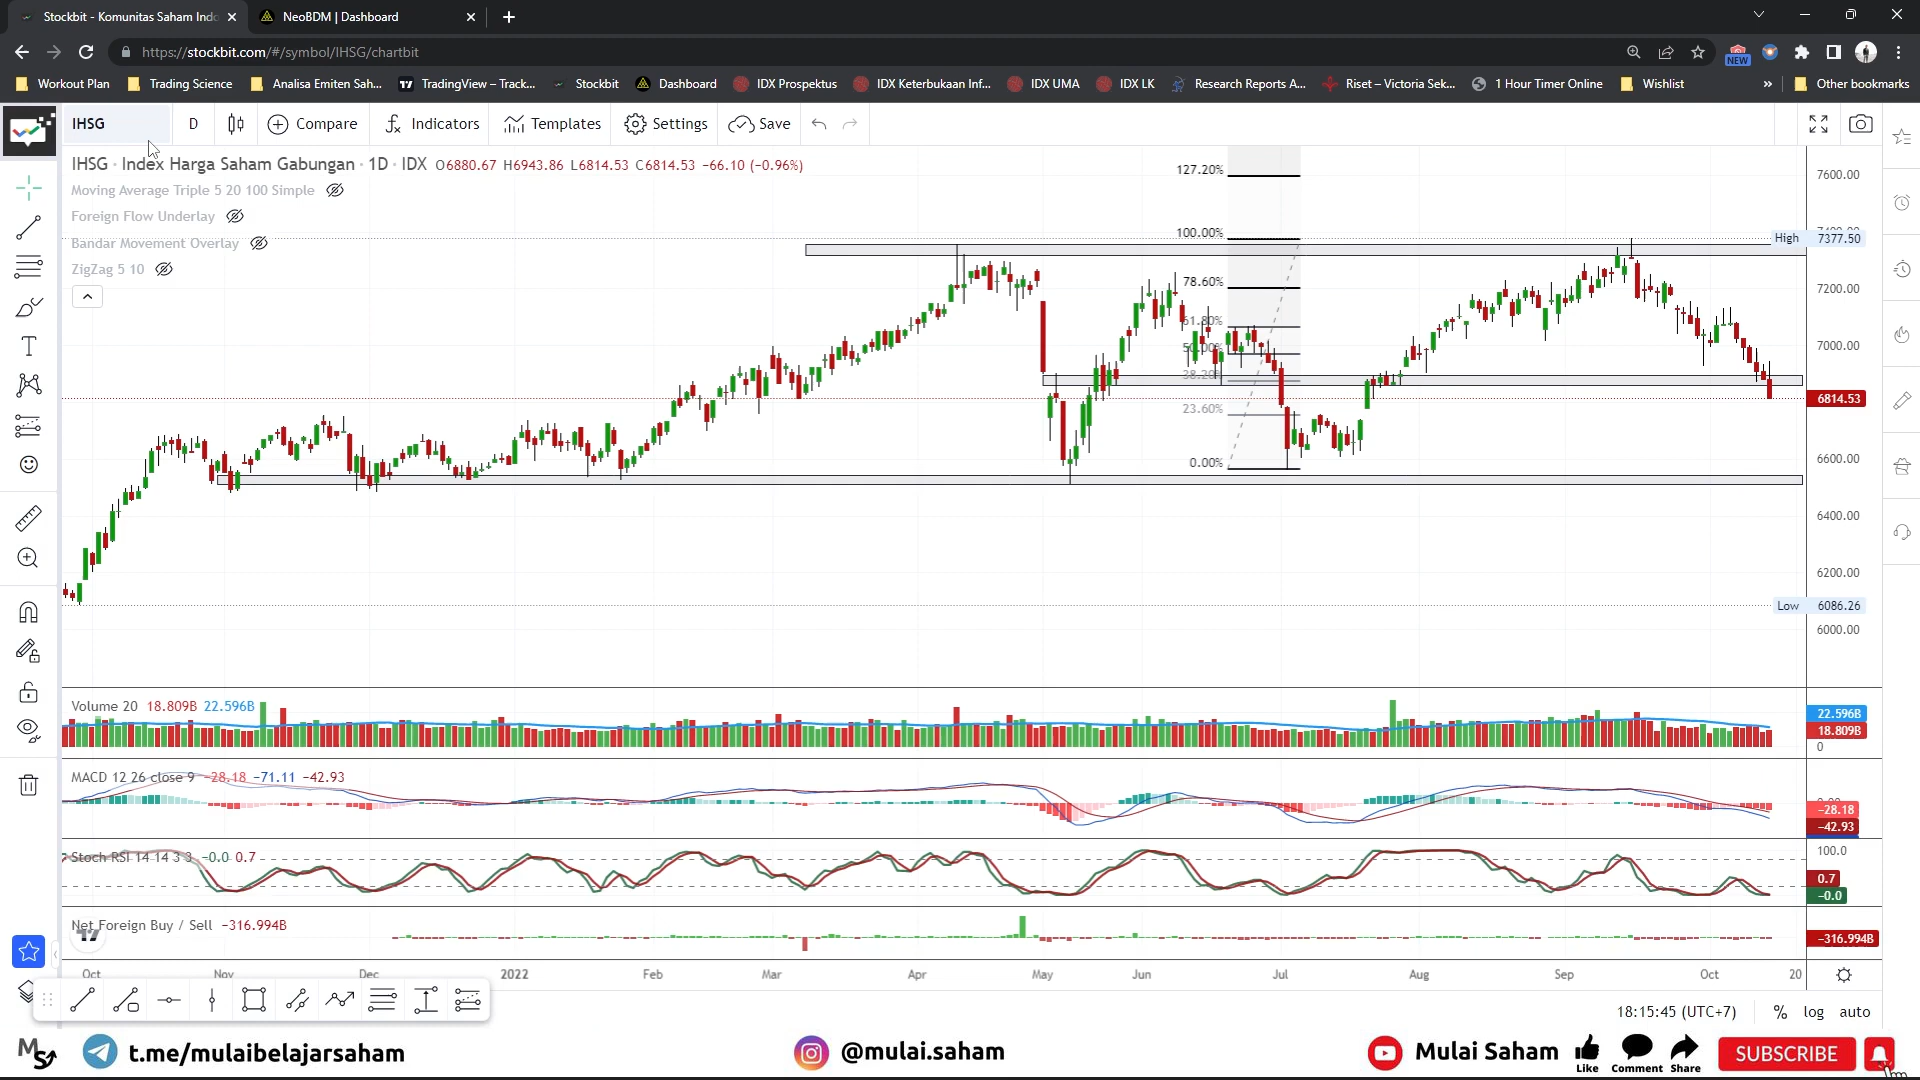 Stockbit - Komunitas Saham Indo
NeoBDM | Dashboard
https://stockbit.com/#/symbol/IHSG/chartbit
NEW
Workout Plan
Trading Science
Analisa Emiten Sah...
TradingView – Track...
Stockbit
Dashboard
IDX Prospektus
IDX Keterbukaan Inf...
IDX UMA
IDX LK
Research Reports A...
Riset – Victoria Sek...
1 Hour Timer Online
Wishlist
»
Other bookmarks
IHSG
D
Compare
Indicators
Templates
Settings
Save
IHSG · Index Harga Saham Gabungan · 1D · IDX O6880.67 H6943.86 L6814.53 C6814.53 −66.10 (−0.96%)
Moving Average Triple 5 20 100 Simple
Foreign Flow Underlay
Bandar Movement Overlay
ZigZag 5 10
127.20%
100.00%
78.60%
61.80%
50.00%
38.20%
23.60%
0.00%
7600.00
High 7377.50
7200.00
7000.00
6814.53
6600.00
6400.00
6200.00
Low 6086.26
6000.00
Volume 20 18.809B 22.596B
22.596B
18.809B
0
MACD 12 26 close 9 −28.18 −71.11 −42.93
−28.18
−42.93
Stoch RSI 14 14 3 3 −0.0 0.7
100.0
0.7
−0.0
Net Foreign Buy / Sell −316.994B
−316.994B
Oct Nov Dec 2022 Feb Mar Apr May Jun Jul Aug Sep Oct 20
18:15:45 (UTC+7) % log auto
MS
t.me/mulaibelajarsaham
@mulai.saham
Mulai Saham
Like
Comment
Share
SUBSCRIBE